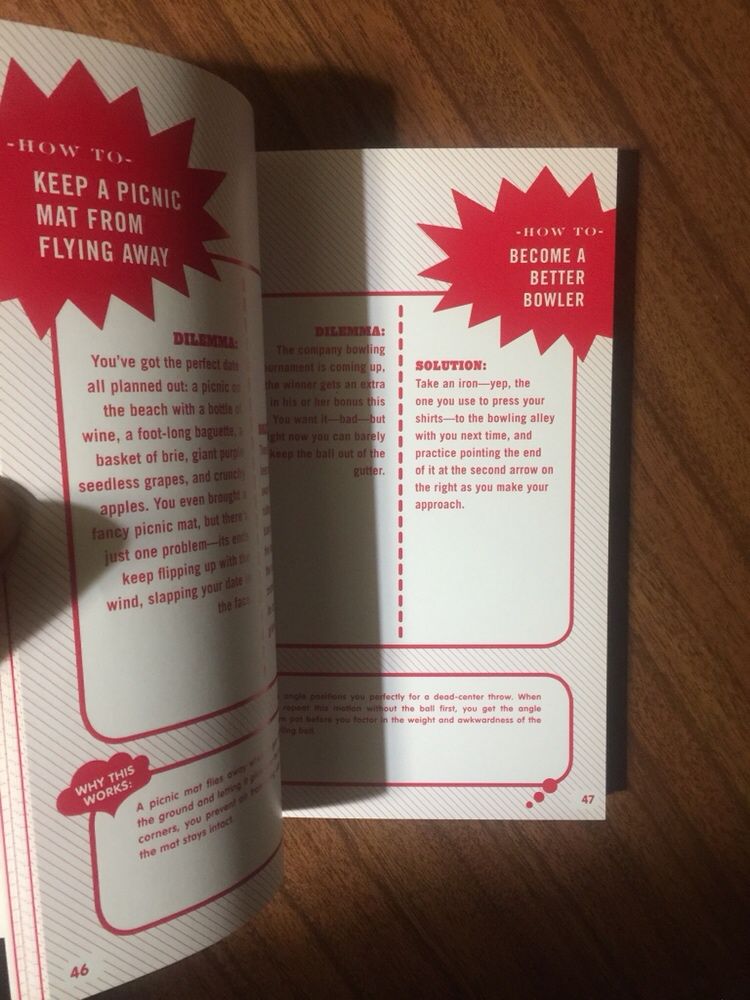 -HOW TO-
KEEP A PICNIC
MAT FROM
FLYING AWAY
DILEMMA:
You've got the perfect date
all planned out: a picnic on
the beach with a bottle of
wine, a foot-long baguette, a
basket of brie, giant purple
seedless grapes, and crunchy
apples. You even brought a
fancy picnic mat, but there's
just one problem—its ends
keep flipping up with the
wind, slapping your date in
the face.
WHY THIS
WORKS:
A picnic mat flies away
the ground and letting it
corners, you prevent air from
the mat stays intact.
46
-HOW TO-
BECOME A
BETTER
BOWLER
DILEMMA:
The company bowling
is coming up,
the winner gets an extra
in his or her bonus this
You want it—bad—but
now you can barely
keep the ball out of the
gutter.
SOLUTION:
Take an iron—yep, the
one you use to press your
shirts—to the bowling alley
with you next time, and
practice pointing the end
of it at the second arrow on
the right as you make your
approach.
angle positions you perfectly for a dead-center throw. When
repeat this motion without the ball first, you get the angle
pat before you factor in the weight and awkwardness of the
ball.
47